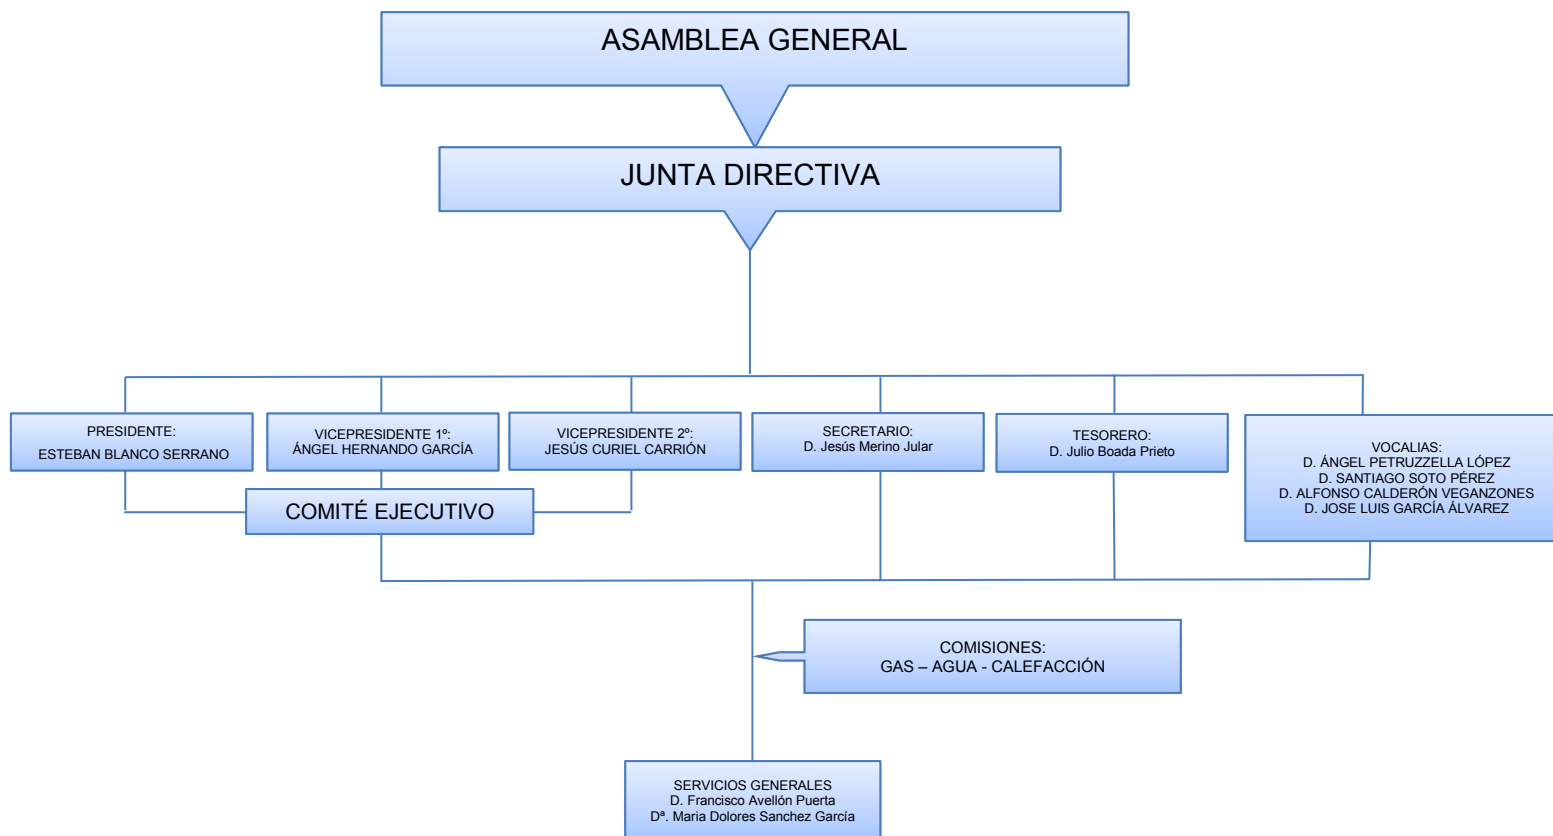 ASAMBLEA GENERAL
JUNTA DIRECTIVA
PRESIDENTE:
ESTEBAN BLANCO SERRANO
VICEPRESIDENTE 1º:
ÁNGEL HERNANDO GARCÍA
VICEPRESIDENTE 2º:
JESÚS CURIEL CARRIÓN
SECRETARIO:
D. Jesús Merino Jular
TESORERO:
D. Julio Boada Prieto
VOCALIAS:
D. ÁNGEL PETRUZZELLA LÓPEZ
D. SANTIAGO SOTO PÉREZ
D. ALFONSO CALDERÓN VEGANZONES
D. JOSE LUIS GARCÍA ÁLVAREZ
COMITÉ EJECUTIVO
COMISIONES:
GAS – AGUA - CALEFACCIÓN
SERVICIOS GENERALES
D. Francisco Avellón Puerta
Dª. Maria Dolores Sanchez García